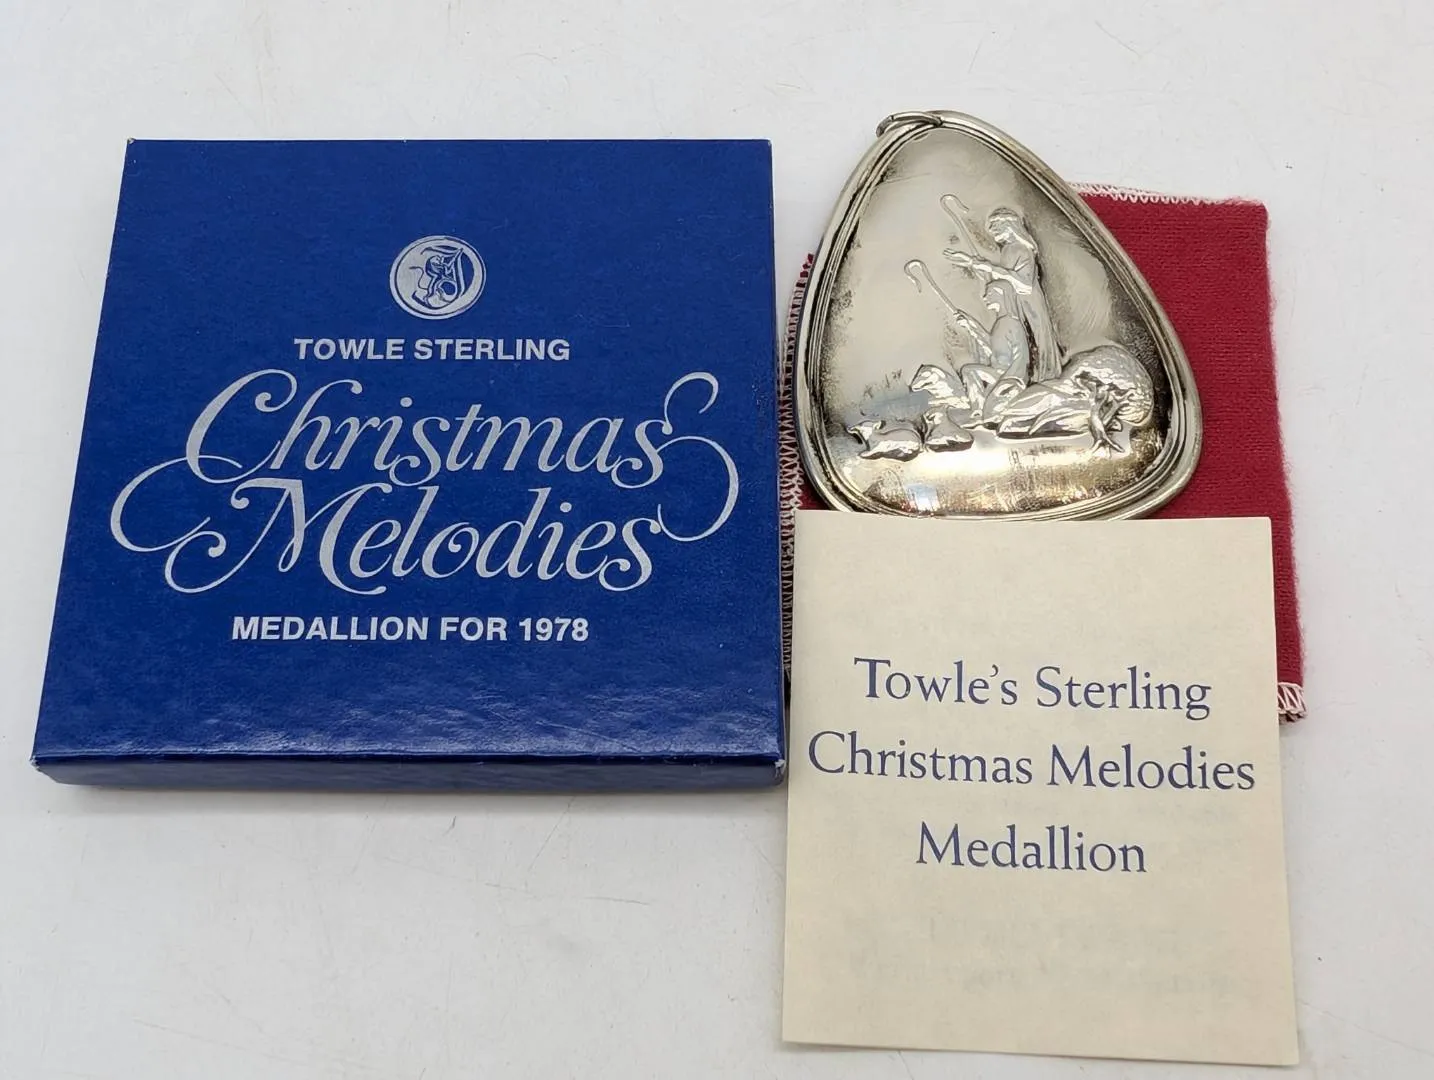 TOWLE STERLING
Christmas
Melodies
MEDALLION FOR 1978
Towle's Sterling
Christmas Melodies
Medallion